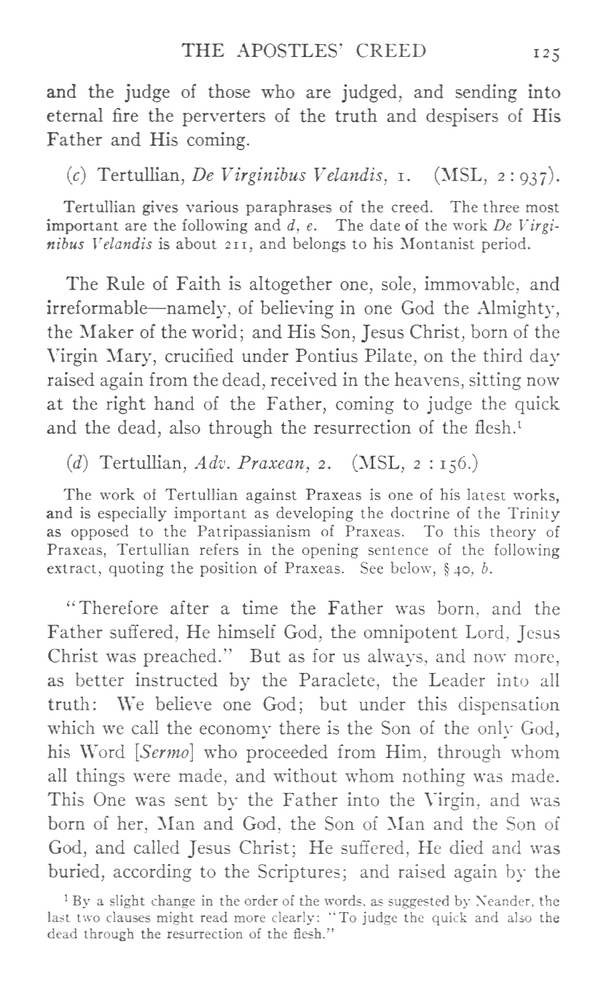 THE APOSTLES' CREED 125
and the judge of those who are judged, and sending into
eternal fire the perverters of the truth and despisers of His
Father and His coming.
(c) Tertullian, De Virginibus Velandis, 1. (MSL, 2 : 937).
Tertullian gives various paraphrases of the creed. The three most
important are the following and d, e. The date of the work De Virgi-
nibus Velandis is about 211, and belongs to his Montanist period.
The Rule of Faith is altogether one, sole, immovable, and
irreformable—namely, of believing in one God the Almighty,
the Maker of the world; and His Son, Jesus Christ, born of the
Virgin Mary, crucified under Pontius Pilate, on the third day
raised again from the dead, received in the heavens, sitting now
at the right hand of the Father, coming to judge the quick
and the dead, also through the resurrection of the flesh.¹
(d) Tertullian, Adv. Praxean, 2. (MSL, 2 : 156.)
The work of Tertullian against Praxeas is one of his latest works,
and is especially important as developing the doctrine of the Trinity
as opposed to the Patripassianism of Praxeas. To this theory of
Praxeas, Tertullian refers in the opening sentence of the following
extract, quoting the position of Praxeas. See below, § 40, b.
"Therefore after a time the Father was born, and the
Father suffered, He himself God, the omnipotent Lord, Jesus
Christ was preached." But as for us always, and now more,
as better instructed by the Paraclete, the Leader into all
truth: We believe one God; but under this dispensation
which we call the economy there is the Son of the only God,
his Word [Sermo] who proceeded from Him, through whom
all things were made, and without whom nothing was made.
This One was sent by the Father into the Virgin, and was
born of her, Man and God, the Son of Man and the Son of
God, and called Jesus Christ; He suffered, He died and was
buried, according to the Scriptures; and raised again by the
¹ By a slight change in the order of the words, as suggested by Neander, the
last two clauses might read more clearly: "To judge the quick and also the
dead through the resurrection of the flesh."